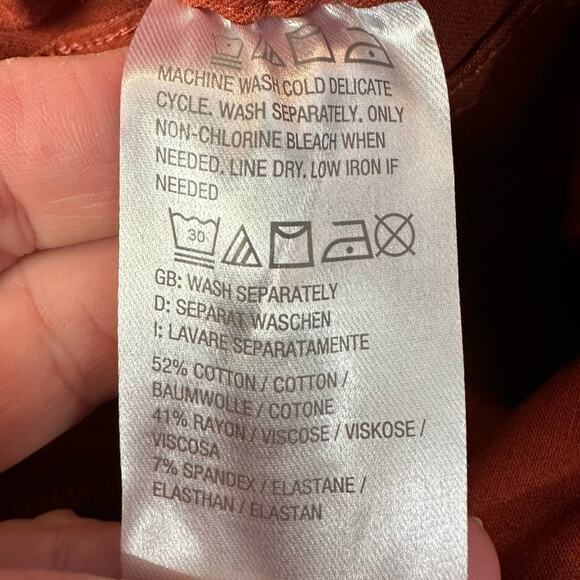 MACHINE WASH COLD DELICATE
CYCLE. WASH SEPARATELY. ONLY
NON-CHLORINE BLEACH WHEN
NEEDED. LINE DRY. LOW IRON IF
NEEDED
30
GB: WASH SEPARATELY
D: SEPARAT WASCHEN
I: LAVARE SEPARATAMENTE
52% COTTON / COTTON /
BAUMWOLLE / COTONE
41% RAYON / VISCOSE / VISKOSE /
VISCOSA
7% SPANDEX / ELASTANE /
ELASTHAN / ELASTAN